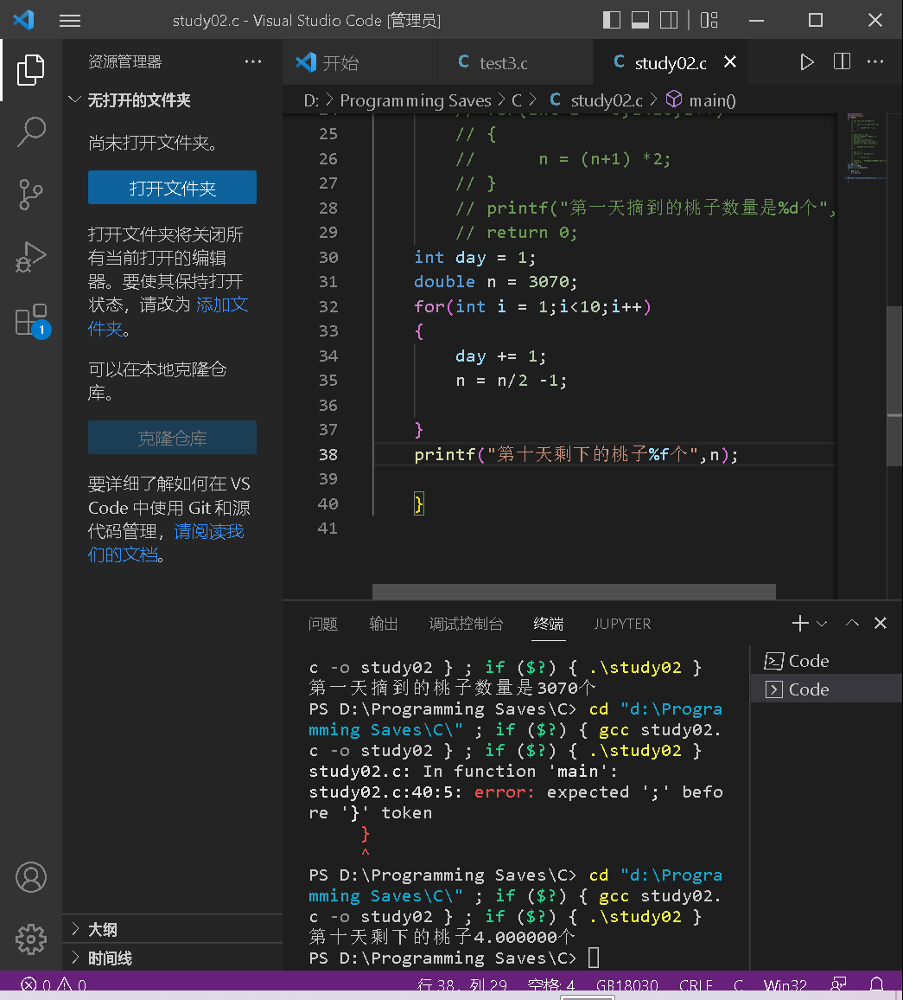 study02.c - Visual Studio Code [管理员]
资源管理器
开始
test3.c
study02.c
无打开的文件夹
D: > Programming Saves > C > C study02.c > main()
尚未打开文件夹。
打开文件夹
打开文件夹将关闭所
有当前打开的编辑
器。要使其保持打开
状态，请改为 添加文
件夹。
可以在本地克隆仓
库。
克隆仓库
要详细了解如何在 VS
Code 中使用 Git 和源
代码管理，请阅读我
们的文档。
大纲
时间线
1
25 // {
26 //      n = (n+1) *2;
27 // }
28 // printf("第一天摘到的桃子数量是%d个",
29 // return 0;
30 int day = 1;
31 double n = 3070;
32 for(int i = 1;i<10;i++)
33 {
34     day += 1;
35     n = n/2 -1;
36
37 }
38 printf("第十天剩下的桃子%f个",n);
39
40 }
41
问题 输出 调试控制台 终端 JUPYTER
Code
Code
c -o study02 } ; if ($?) { .\study02 }
第一天摘到的桃子数量是3070个
PS D:\Programming Saves\C> cd "d:\Progra
mming Saves\C\" ; if ($?) { gcc study02.
c -o study02 } ; if ($?) { .\study02 }
study02.c: In function 'main':
study02.c:40:5: error: expected ';' befo
re '}' token
     }
     ^
PS D:\Programming Saves\C> cd "d:\Progra
mming Saves\C\" ; if ($?) { gcc study02.
c -o study02 } ; if ($?) { .\study02 }
第十天剩下的桃子4.000000个
PS D:\Programming Saves\C>
0 0 行 38，列 29 空格: 4 GB18030 CRLF C Win32